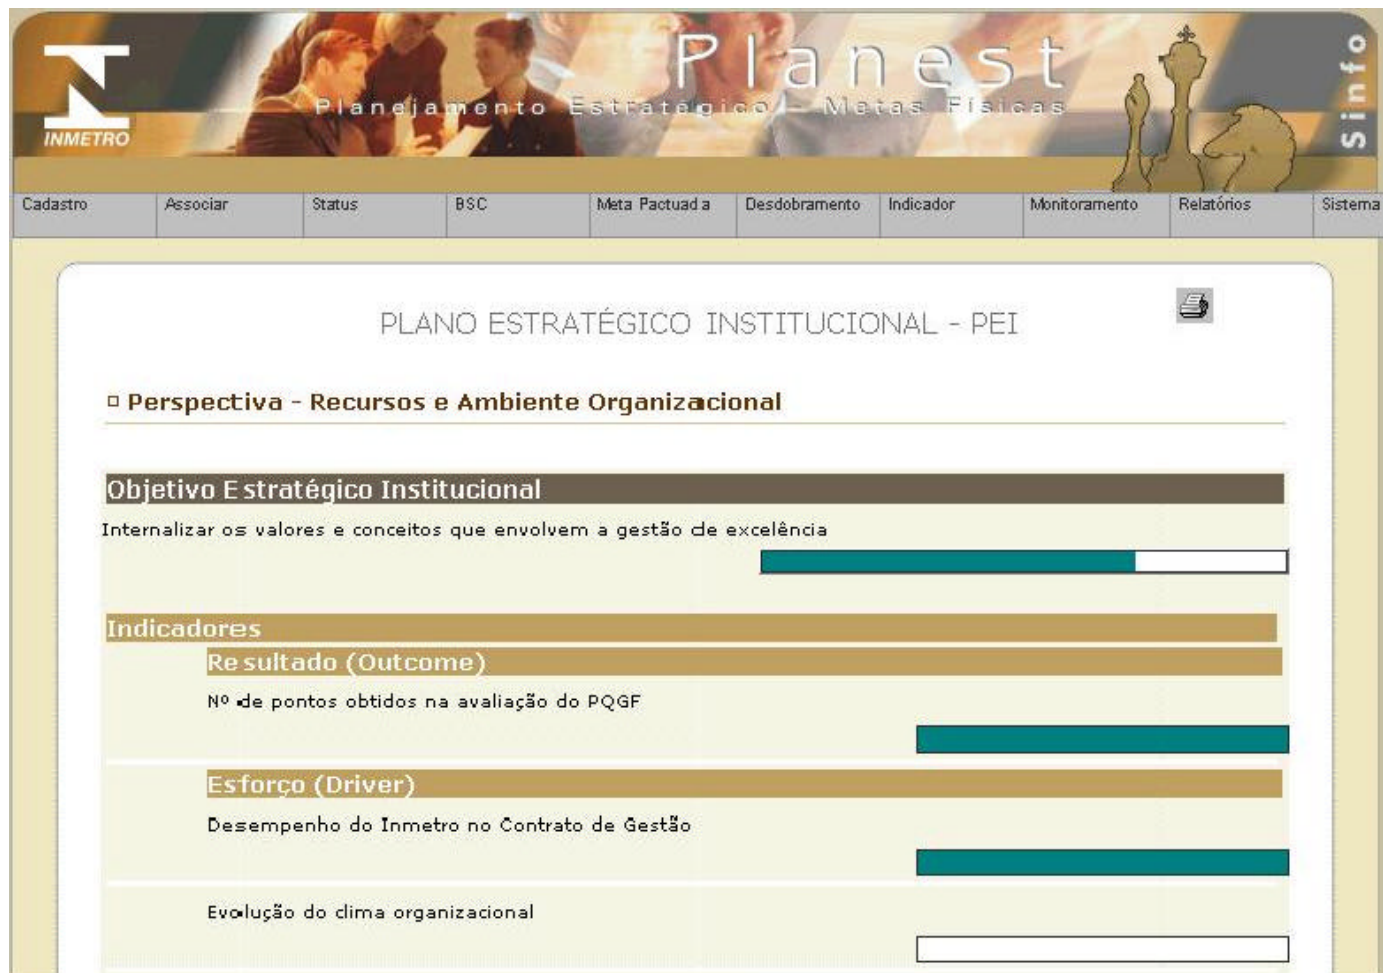 Planest
Planejamento Estratégico - Metas Físicas
INMETRO
sinfo
Cadastro Associar Status BSC Meta Pactuada Desdobramento Indicador Monitoramento Relatórios Sistema
PLANO ESTRATÉGICO INSTITUCIONAL - PEI
Perspectiva - Recursos e Ambiente Organizacional
Objetivo Estratégico Institucional
Internalizar os valores e conceitos que envolvem a gestão de excelência
Indicadores
Resultado (Outcome)
Nº de pontos obtidos na avaliação do PQGF
Esforço (Driver)
Desempenho do Inmetro no Contrato de Gestão
Evolução do clima organizacional